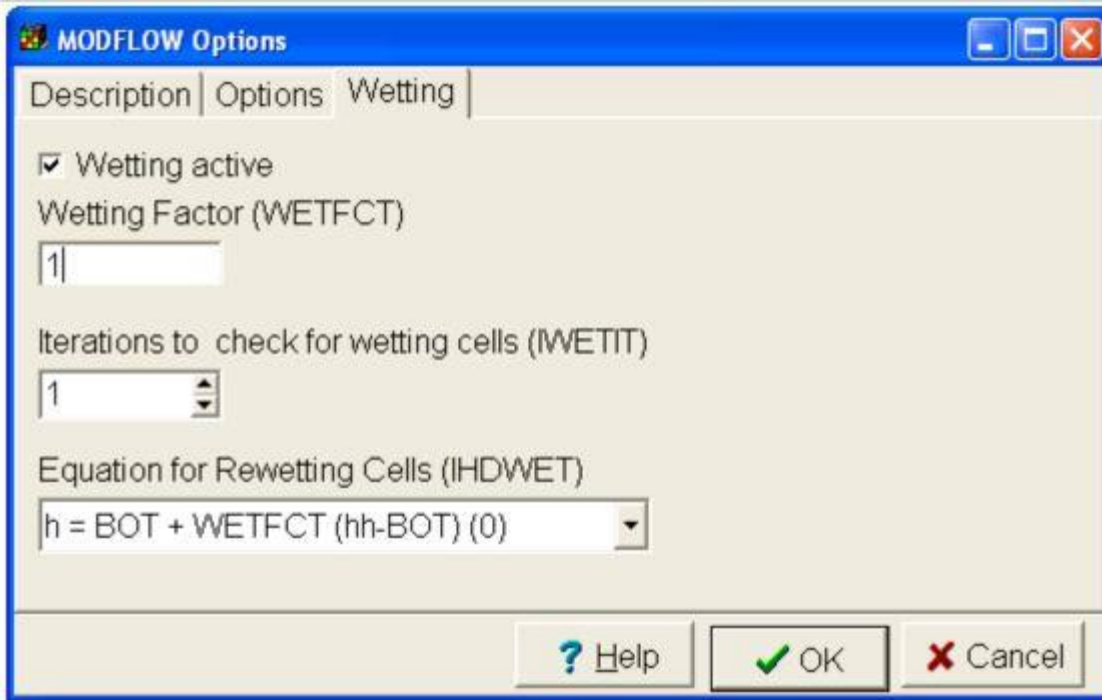 MODFLOW Options
Description Options Wetting
Wetting active
Wetting Factor (WETFCT)
1
Iterations to check for wetting cells (IWETIT)
1
Equation for Rewetting Cells (IHDWET)
h = BOT + WETFCT (hh-BOT) (0)
? Help OK Cancel